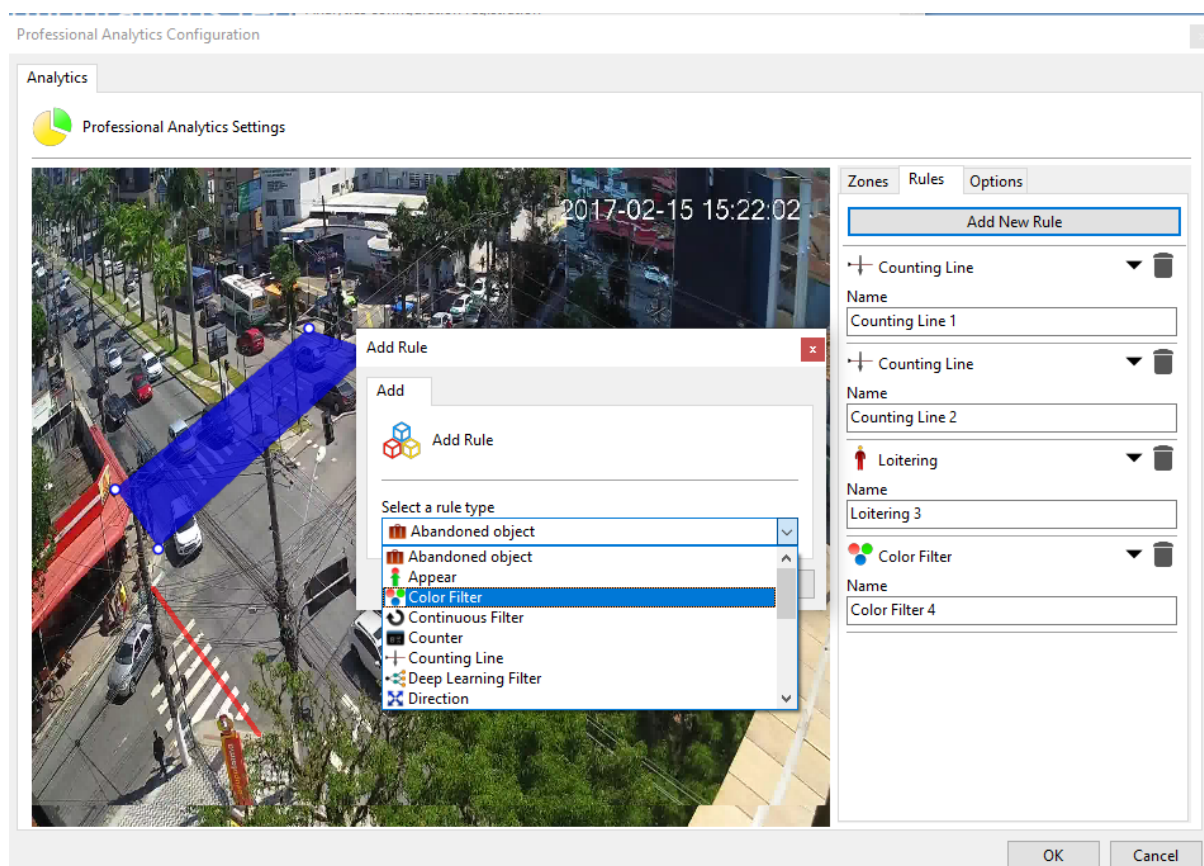 Professional Analytics Configuration
Analytics
Professional Analytics Settings
2017-02-15 15:22:02
Zones Rules Options
Add New Rule
Counting Line
Name
Counting Line 1
Counting Line
Name
Counting Line 2
Loitering
Name
Loitering 3
Color Filter
Name
Color Filter 4
Add Rule
x
Add
Add Rule
Select a rule type
Abandoned object
Abandoned object
Appear
Color Filter
Continuous Filter
Counter
Counting Line
Deep Learning Filter
Direction
OK Cancel